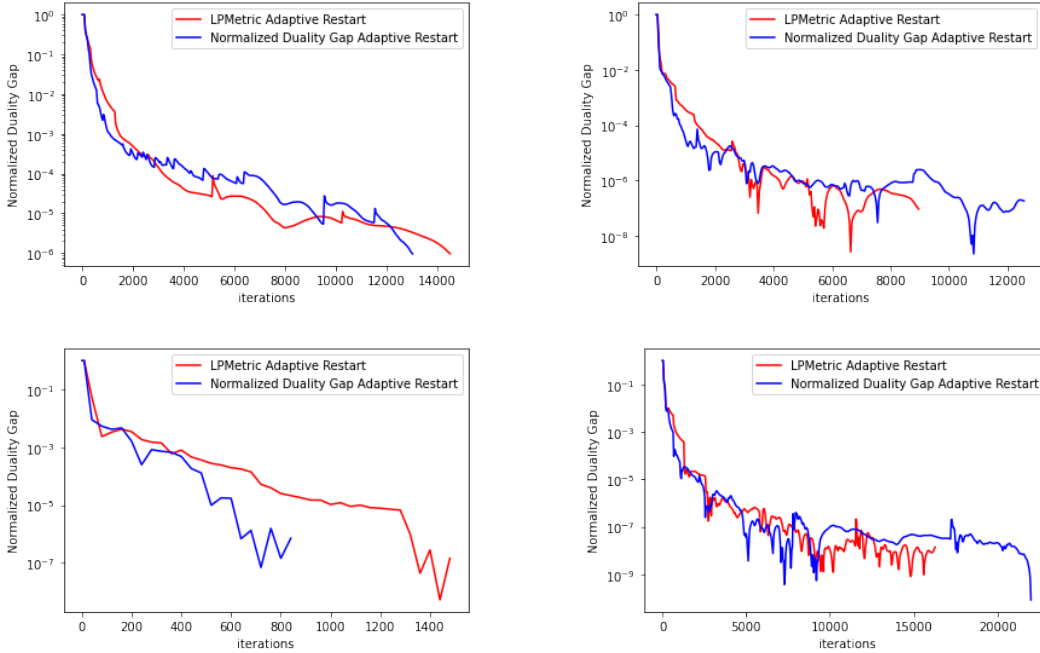 LPMetric Adaptive Restart
Normalized Duality Gap Adaptive Restart
Normalized Duality Gap
10⁰
10⁻¹
10⁻²
10⁻³
10⁻⁴
10⁻⁵
10⁻⁶
0 2000 4000 6000 8000 10000 12000 14000
iterations
LPMetric Adaptive Restart
Normalized Duality Gap Adaptive Restart
Normalized Duality Gap
10⁰
10⁻²
10⁻⁴
10⁻⁶
10⁻⁸
0 2000 4000 6000 8000 10000 12000
iterations
LPMetric Adaptive Restart
Normalized Duality Gap Adaptive Restart
Normalized Duality Gap
10⁻¹
10⁻³
10⁻⁵
10⁻⁷
0 200 400 600 800 1000 1200 1400
iterations
LPMetric Adaptive Restart
Normalized Duality Gap Adaptive Restart
Normalized Duality Gap
10⁻¹
10⁻³
10⁻⁵
10⁻⁷
10⁻⁹
0 5000 10000 15000 20000
iterations